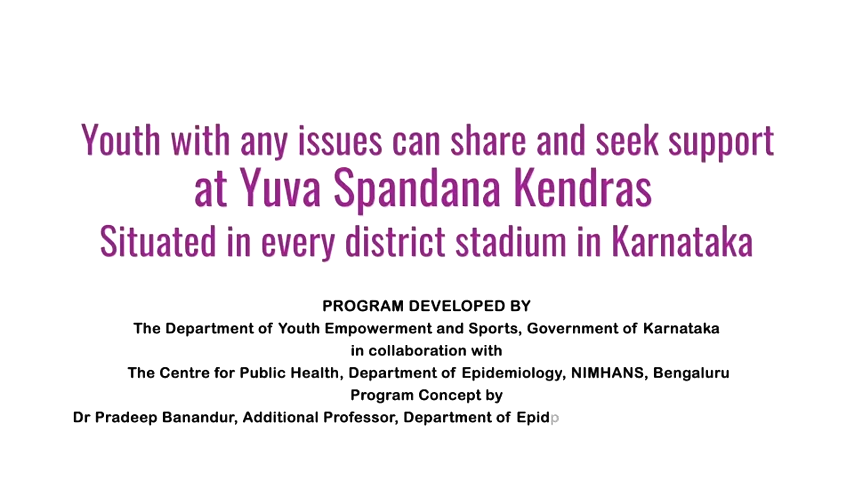 Youth with any issues can share and seek support
at Yuva Spandana Kendras
Situated in every district stadium in Karnataka
PROGRAM DEVELOPED BY
The Department of Youth Empowerment and Sports, Government of Karnataka
in collaboration with
The Centre for Public Health, Department of Epidemiology, NIMHANS, Bengaluru
Program Concept by
Dr Pradeep Banandur, Additional Professor, Department of Epidp